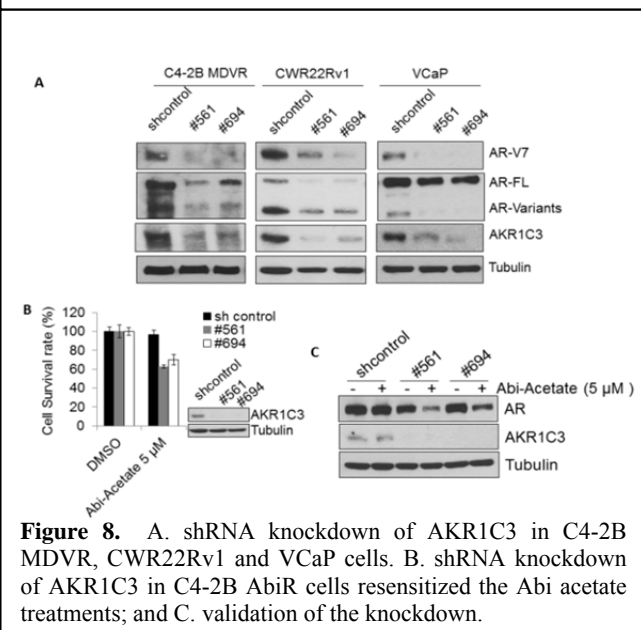 A
C4-2B MDVR CWR22Rv1 VCaP
shcontrol #561 #694 shcontrol #561 #694 shcontrol #561 #694
AR-V7
AR-FL
AR-Variants
AKR1C3
Tubulin
B
Cell Survival rate (%)
120
100
80
60
40
20
0
DMSO
Abi-Acetate 5 µM
sh control
#561
#694
shcontrol #561 #694
AKR1C3
Tubulin
C
shcontrol #561 #694
- + - + - + Abi-Acetate (5 µM )
AR
AKR1C3
Tubulin
Figure 8. A. shRNA knockdown of AKR1C3 in C4-2B
MDVR, CWR22Rv1 and VCaP cells. B. shRNA knockdown
of AKR1C3 in C4-2B AbiR cells resensitized the Abi acetate
treatments; and C. validation of the knockdown.